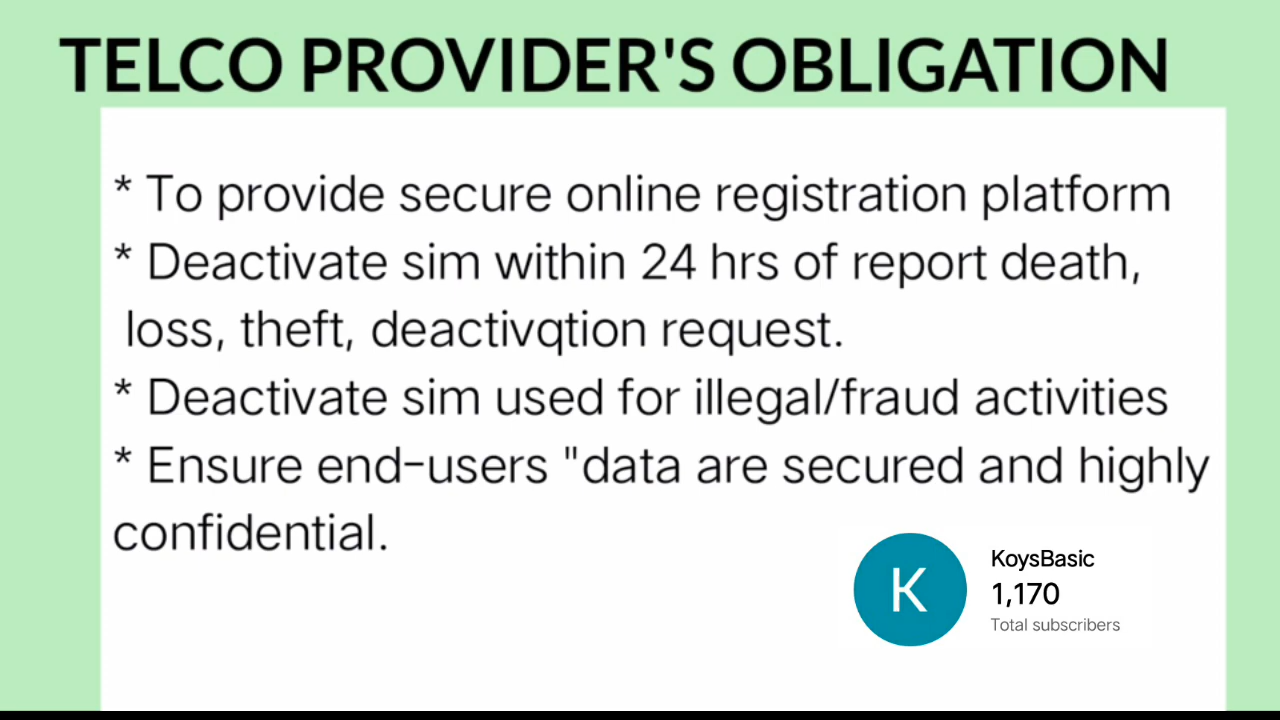 TELCO PROVIDER'S OBLIGATION
* To provide secure online registration platform
* Deactivate sim within 24 hrs of report death,
loss, theft, deactivqtion request.
* Deactivate sim used for illegal/fraud activities
* Ensure end-users "data are secured and highly
confidential.
K
KoysBasic
1,170
Total subscribers